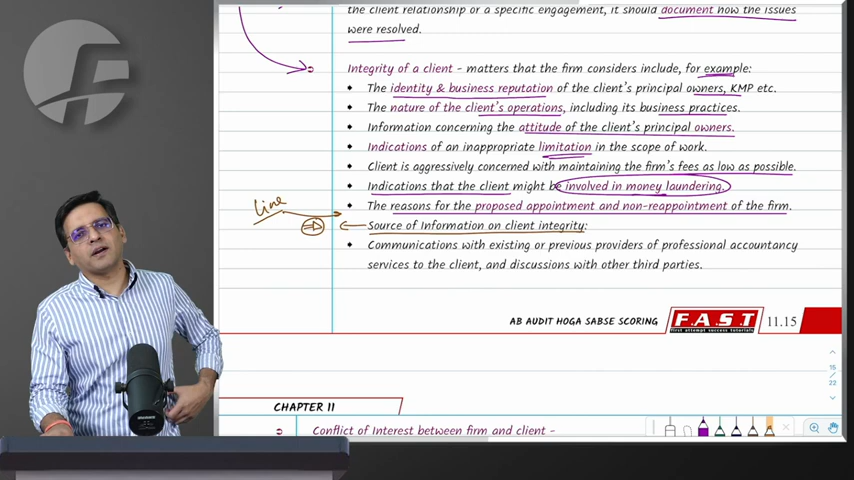 the client relationship or a specific engagement, it should document how the issues
were resolved.
Integrity of a client - matters that the firm considers include, for example:
The identity & business reputation of the client's principal owners, KMP etc.
The nature of the client's operations, including its business practices.
Information concerning the attitude of the client's principal owners.
Indications of an inappropriate limitation in the scope of work.
Client is aggressively concerned with maintaining the firm's fees as low as possible.
Indications that the client might be involved in money laundering.
The reasons for the proposed appointment and non-reappointment of the firm.
Line
Source of Information on client integrity:
Communications with existing or previous providers of professional accountancy
services to the client, and discussions with other third parties.
AB AUDIT HOGA SABSE SCORING
F.A.S.T
first attempt success tutorials
11.15
15
/
22
CHAPTER 11
Conflict of Interest between firm and client -